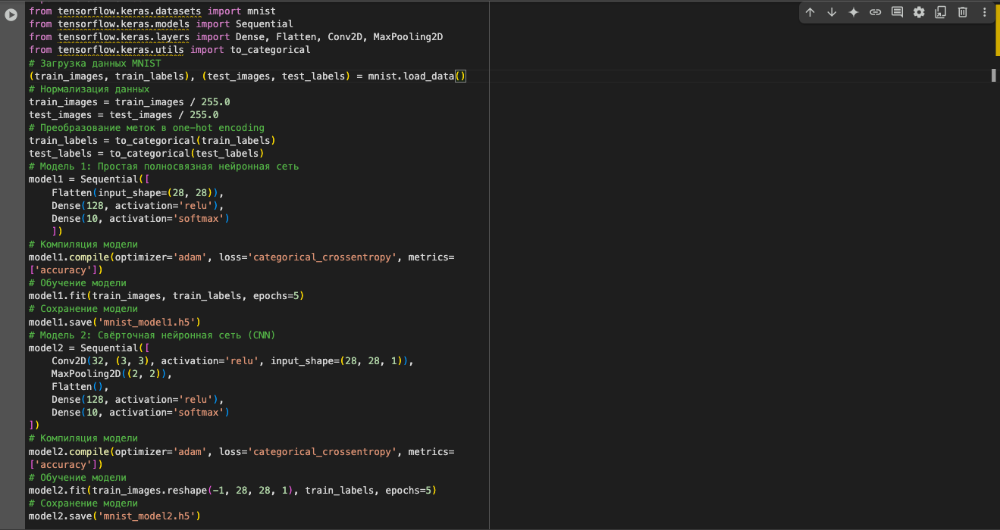 from tensorflow.keras.datasets import mnist
from tensorflow.keras.models import Sequential
from tensorflow.keras.layers import Dense, Flatten, Conv2D, MaxPooling2D
from tensorflow.keras.utils import to_categorical
# Загрузка данных MNIST
(train_images, train_labels), (test_images, test_labels) = mnist.load_data()
# Нормализация данных
train_images = train_images / 255.0
test_images = test_images / 255.0
# Преобразование меток в one-hot encoding
train_labels = to_categorical(train_labels)
test_labels = to_categorical(test_labels)
# Модель 1: Простая полносвязная нейронная сеть
model1 = Sequential([
    Flatten(input_shape=(28, 28)),
    Dense(128, activation='relu'),
    Dense(10, activation='softmax')
    ])
# Компиляция модели
model1.compile(optimizer='adam', loss='categorical_crossentropy', metrics=
['accuracy'])
# Обучение модели
model1.fit(train_images, train_labels, epochs=5)
# Сохранение модели
model1.save('mnist_model1.h5')
# Модель 2: Свёрточная нейронная сеть (CNN)
model2 = Sequential([
    Conv2D(32, (3, 3), activation='relu', input_shape=(28, 28, 1)),
    MaxPooling2D((2, 2)),
    Flatten(),
    Dense(128, activation='relu'),
    Dense(10, activation='softmax')
])
# Компиляция модели
model2.compile(optimizer='adam', loss='categorical_crossentropy', metrics=
['accuracy'])
# Обучение модели
model2.fit(train_images.reshape(-1, 28, 28, 1), train_labels, epochs=5)
# Сохранение модели
model2.save('mnist_model2.h5')